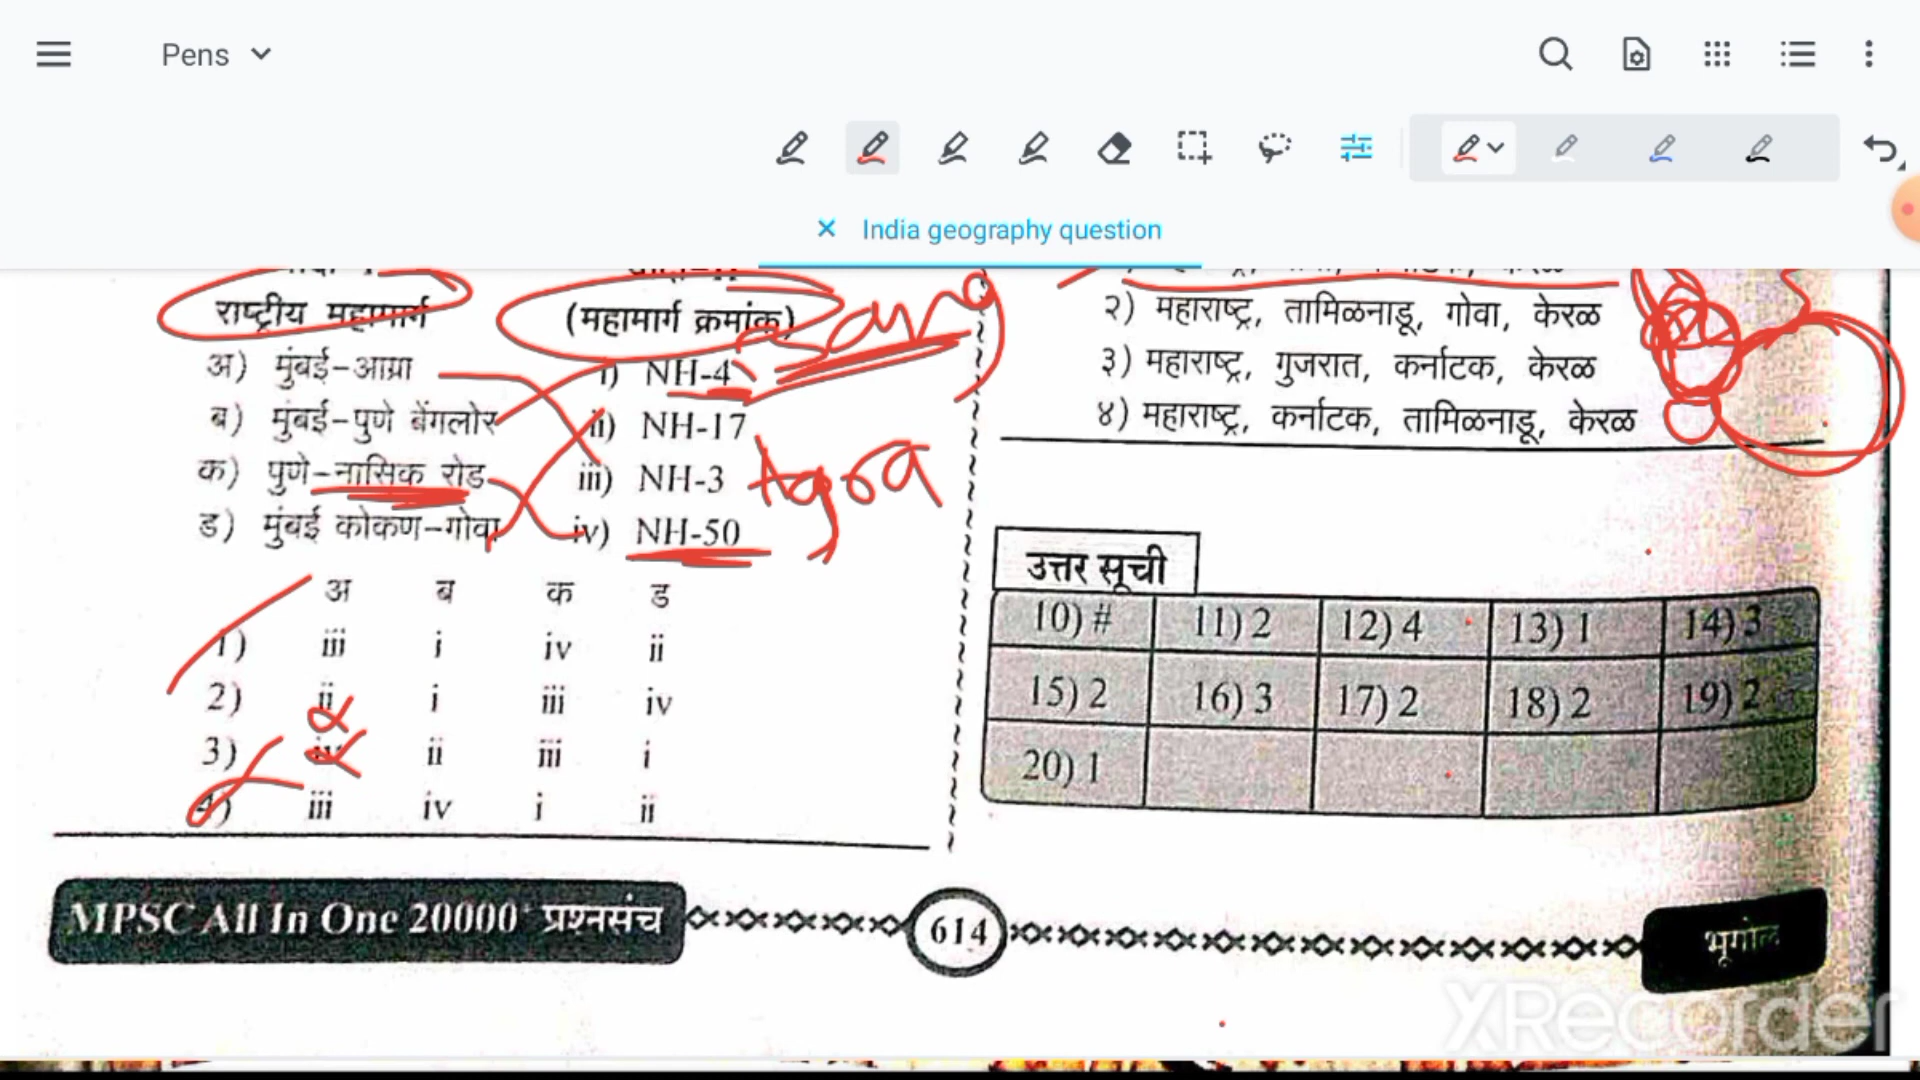 Pens
India geography question
राष्ट्रीय महामार्ग (महामार्ग क्रमांक)
अ) मुंबई-आग्रा i) NH-4
ब) मुंबई-पुणे बेंगलोर ii) NH-17
क) पुणे-नासिक रोड iii) NH-3 Agra
ड) मुंबई कोकण-गोवा iv) NH-50
अ ब क ड
1) iii i iv ii
2) ii i iii iv
3) iv ii iii i
4) iii iv i ii
२) महाराष्ट्र, तामिळनाडू, गोवा, केरळ
३) महाराष्ट्र, गुजरात, कर्नाटक, केरळ
४) महाराष्ट्र, कर्नाटक, तामिळनाडू, केरळ
उत्तर सूची
10) # 11) 2 12) 4 13) 1 14) 3
15) 2 16) 3 17) 2 18) 2 19) 2
20) 1
MPSC All In One 20000+ प्रश्नसंच 614 भूगोल
XRecorder